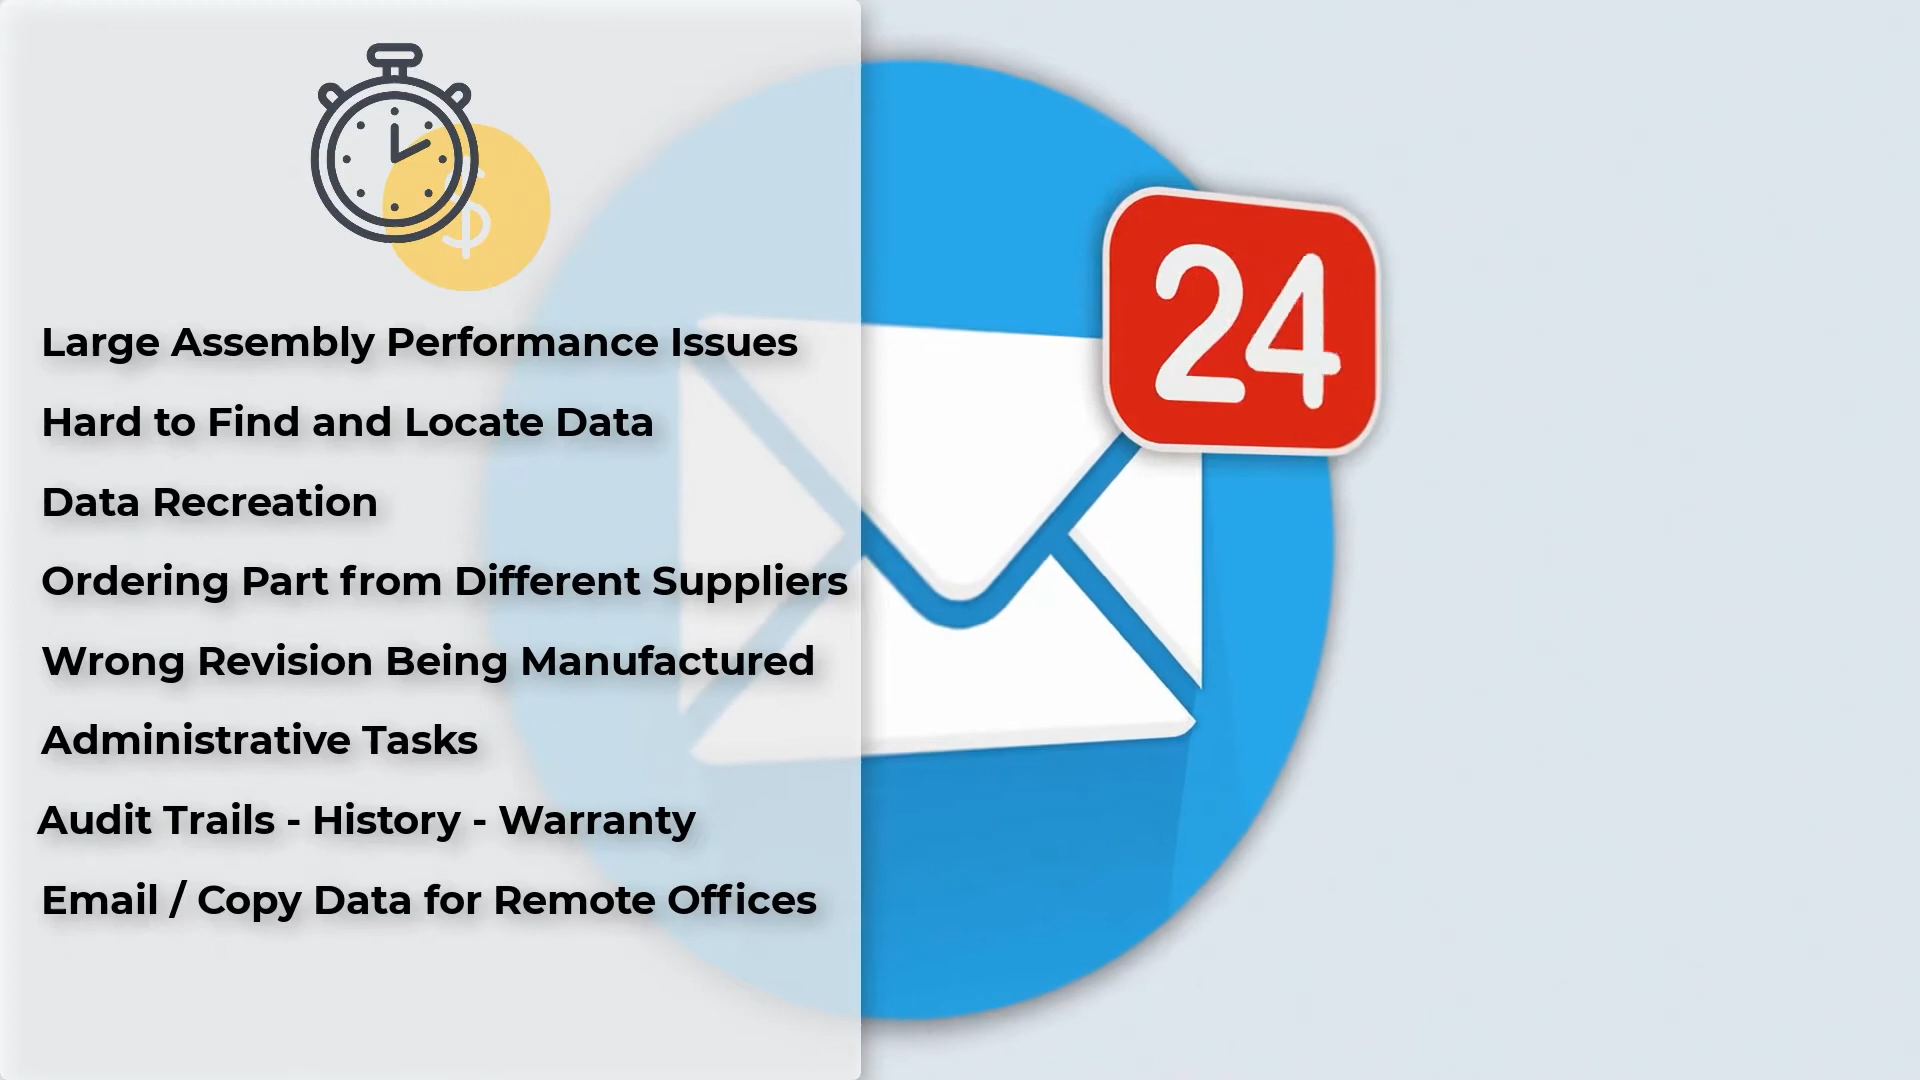 Large Assembly Performance Issues
Hard to Find and Locate Data
Data Recreation
Ordering Part from Different Suppliers
Wrong Revision Being Manufactured
Administrative Tasks
Audit Trails - History - Warranty
Email / Copy Data for Remote Offices
$
24